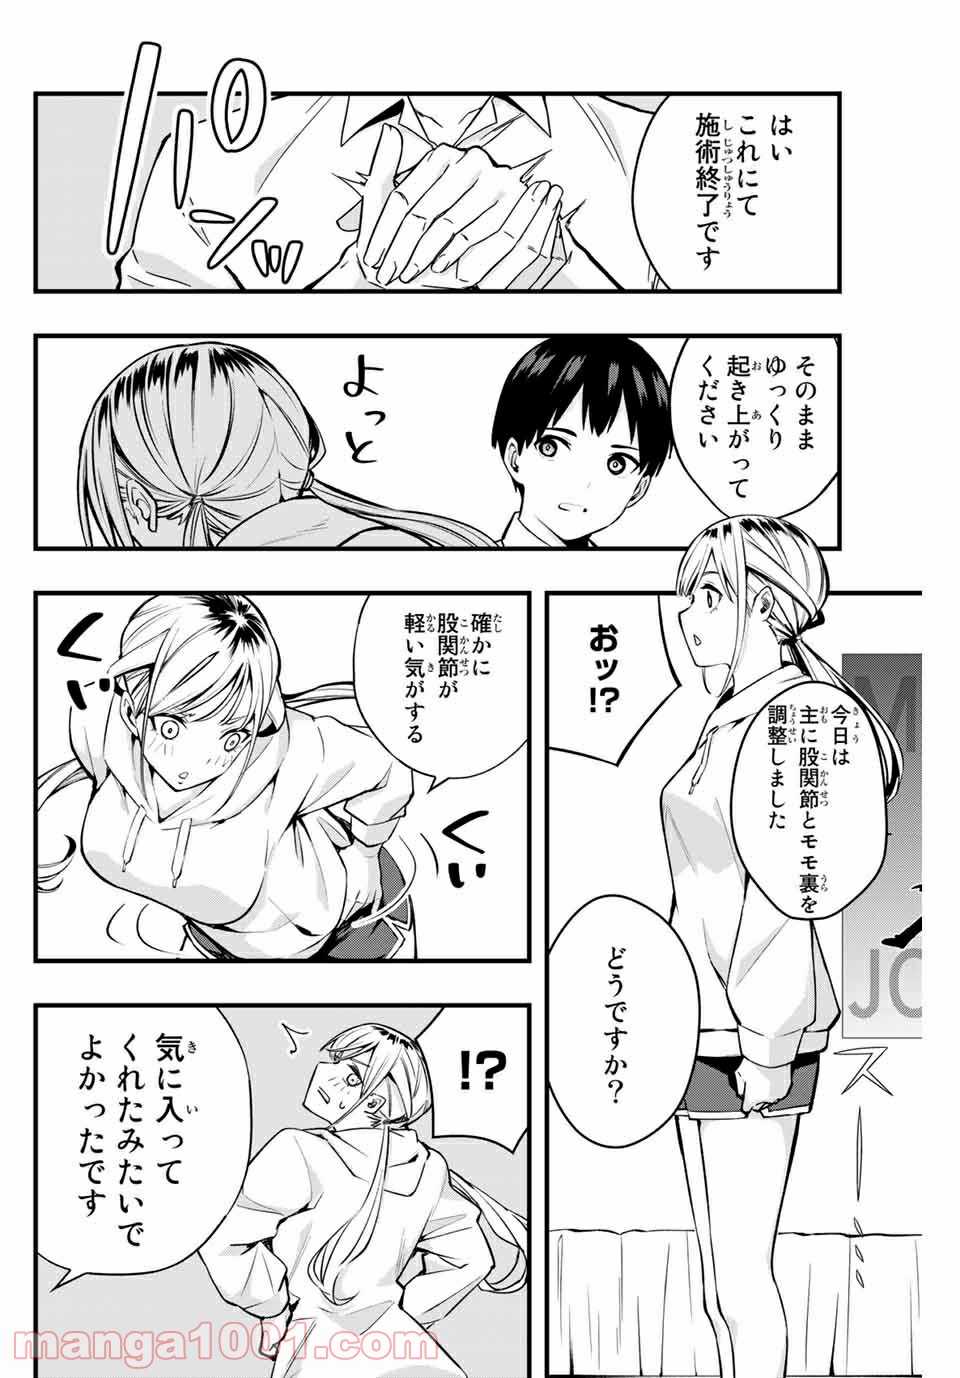 はい
これにて
施術終了です
パンッ
そのまま
ゆっくり
起き上がって
ください
よっと
おッ!?
今日は
主に股関節とモモ裏を
調整しました
どうですか？
ス
M
JO
確かに
股関節が
軽い気がする
ぐい
ぐい
!?
気に入って
くれたみたいで
よかったです
manga1001.com